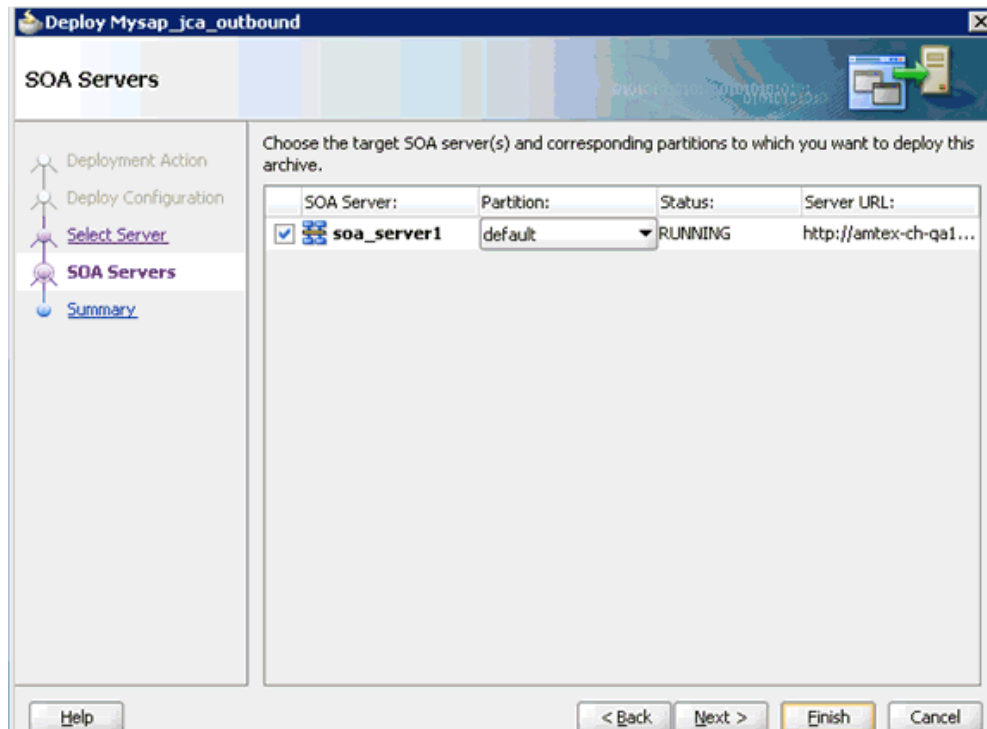 Deploy Mysap_jca_outbound
SOA Servers
Deployment Action
Deploy Configuration
Select Server
SOA Servers
Summary
Choose the target SOA server(s) and corresponding partitions to which you want to deploy this
archive.
SOA Server: Partition: Status: Server URL:
soa_server1 default RUNNING http://amtex-ch-qa1...
Help < Back Next > Finish Cancel